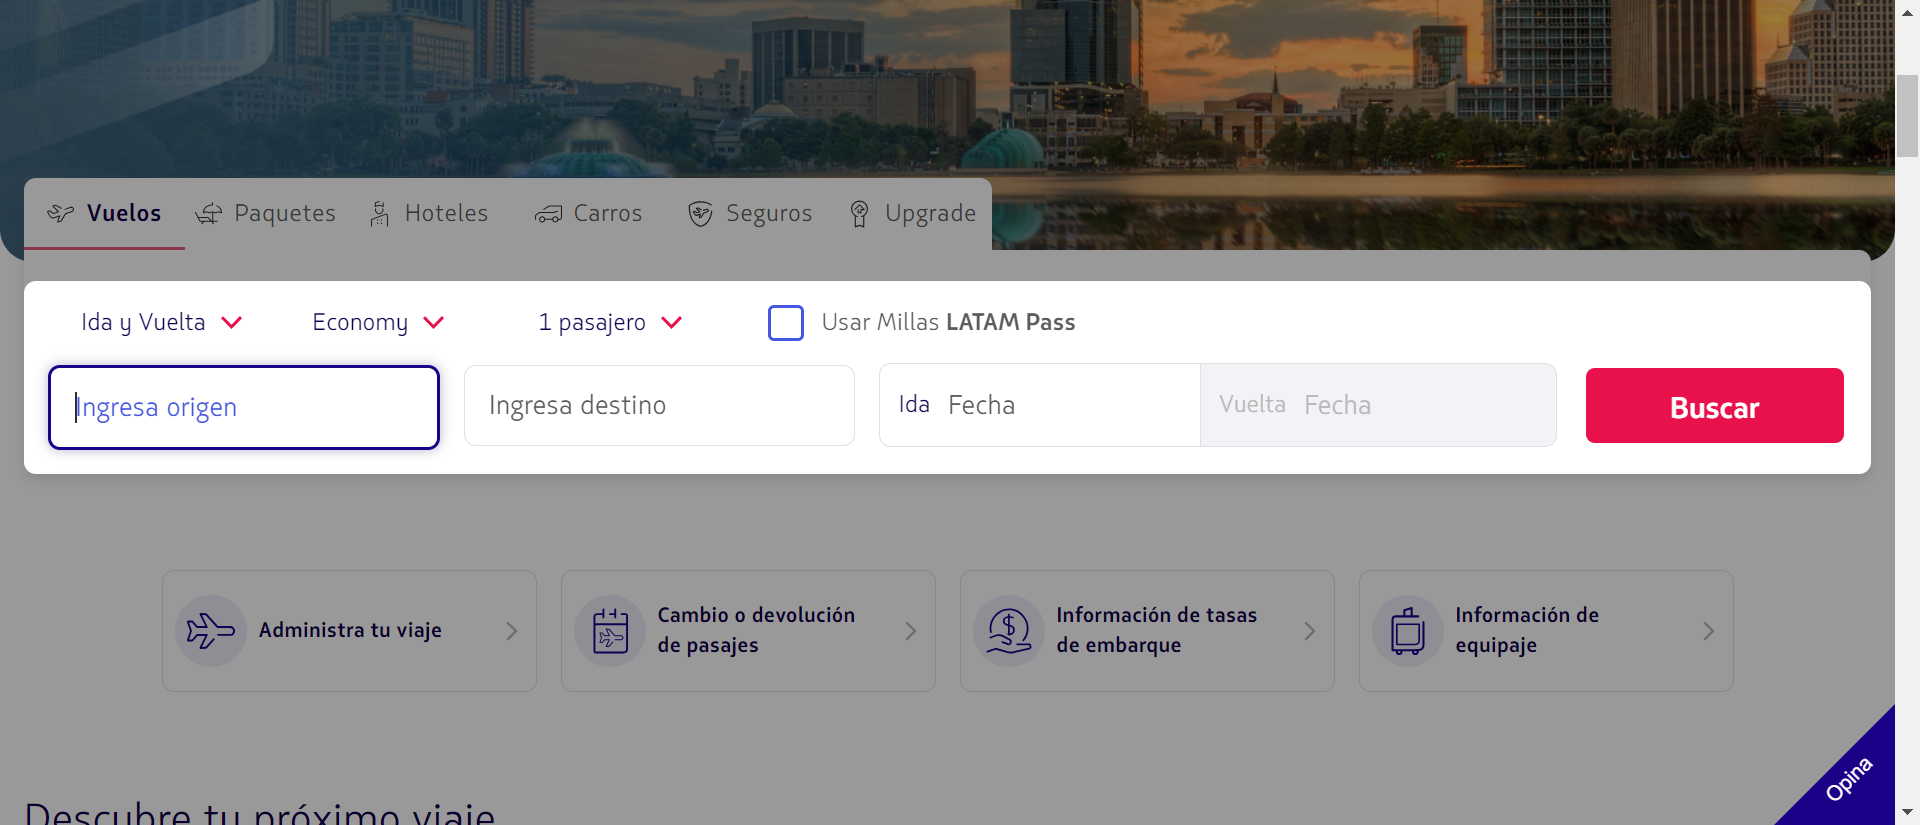 Vuelos Paquetes Hoteles Carros Seguros Upgrade
Ida y Vuelta Economy 1 pasajero Usar Millas LATAM Pass
Ingresa origen Ingresa destino Ida Fecha Vuelta Fecha Buscar
Administra tu viaje
Cambio o devolución
de pasajes
Información de tasas
de embarque
Información de
equipaje
Opina
Descubre tu próximo viaje